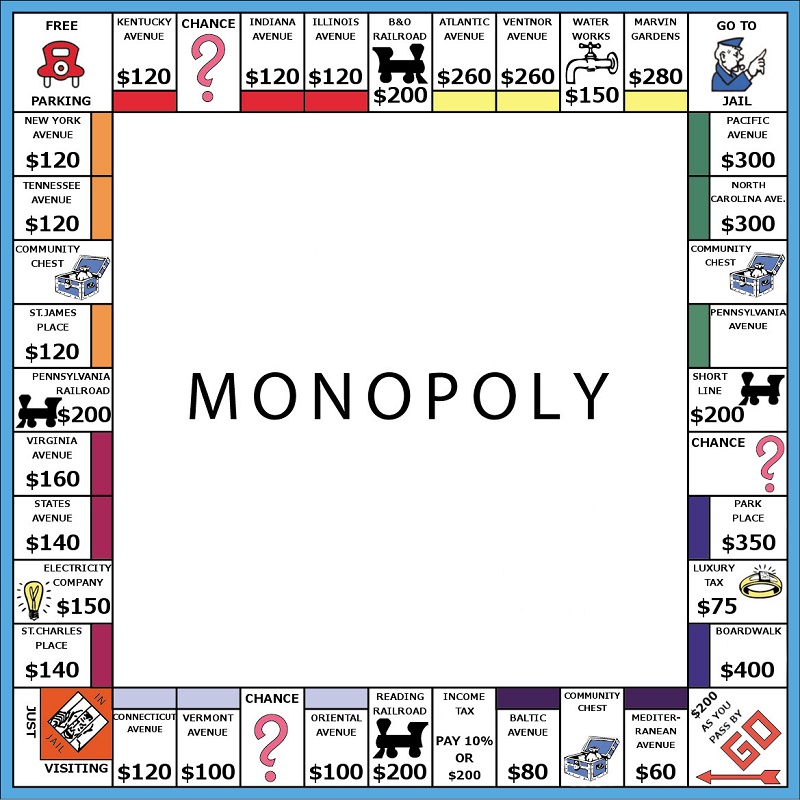 FREE
PARKING
KENTUCKY
AVENUE
$120
CHANCE
?
INDIANA
AVENUE
$120
ILLINOIS
AVENUE
$120
B&O
RAILROAD
$200
ATLANTIC
AVENUE
$260
VENTNOR
AVENUE
$260
WATER
WORKS
$150
MARVIN
GARDENS
$280
GO TO
JAIL
NEW YORK
AVENUE
$120
TENNESSEE
AVENUE
$120
COMMUNITY
CHEST
ST.JAMES
PLACE
$120
PENNSYLVANIA
RAILROAD
$200
VIRGINIA
AVENUE
$160
STATES
AVENUE
$140
ELECTRICITY
COMPANY
$150
ST.CHARLES
PLACE
$140
MONOPOLY
PACIFIC
AVENUE
$300
NORTH
CAROLINA AVE.
$300
COMMUNITY
CHEST
PENNSYLVANIA
AVENUE
SHORT
LINE
$200
CHANCE
?
PARK
PLACE
$350
LUXURY
TAX
$75
BOARDWALK
$400
JUST
VISITING
IN
JAIL
CONNECTICUT
AVENUE
$120
VERMONT
AVENUE
$100
CHANCE
?
ORIENTAL
AVENUE
$100
READING
RAILROAD
$200
INCOME
TAX
PAY 10%
OR
$200
BALTIC
AVENUE
$80
COMMUNITY
CHEST
MEDITER-
RANEAN
AVENUE
$60
$200
AS YOU
PASS BY
GO